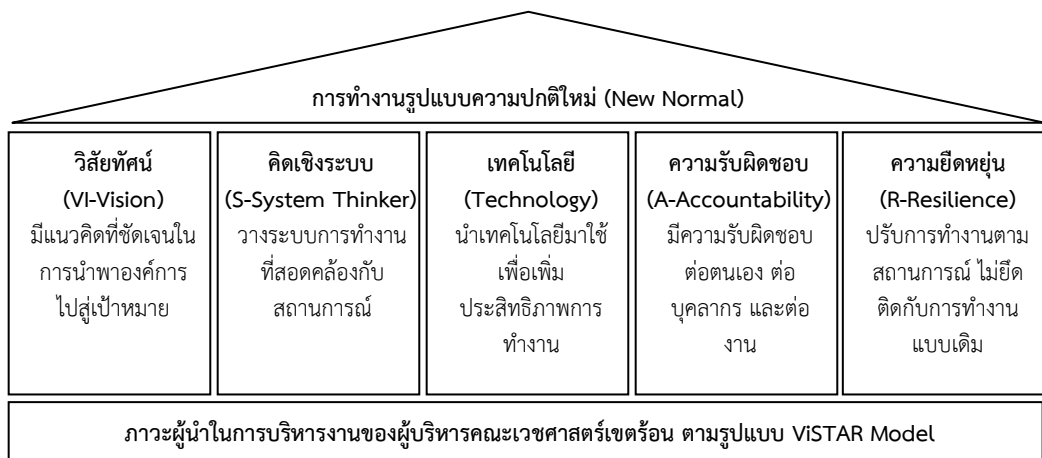 การทำงานรูปแบบความปกติใหม่ (New Normal)
วิสัยทัศน์
(VI-Vision)
มีแนวคิดที่ชัดเจนใน
การนำพาองค์การ
ไปสู่เป้าหมาย
คิดเชิงระบบ
(S-System Thinker)
วางระบบการทำงาน
ที่สอดคล้องกับ
สถานการณ์
เทคโนโลยี
(Technology)
นำเทคโนโลยีมาใช้
เพื่อเพิ่ม
ประสิทธิภาพการ
ทำงาน
ความรับผิดชอบ
(A-Accountability)
มีความรับผิดชอบ
ต่อตนเอง ต่อ
บุคลากร และต่อ
งาน
ความยืดหยุ่น
(R-Resilience)
ปรับการทำงานตาม
สถานการณ์ ไม่ยึด
ติดกับการทำงาน
แบบเดิม
ภาวะผู้นำในการบริหารงานของผู้บริหารคณะเวชศาสตร์เขตร้อน ตามรูปแบบ ViSTAR Model